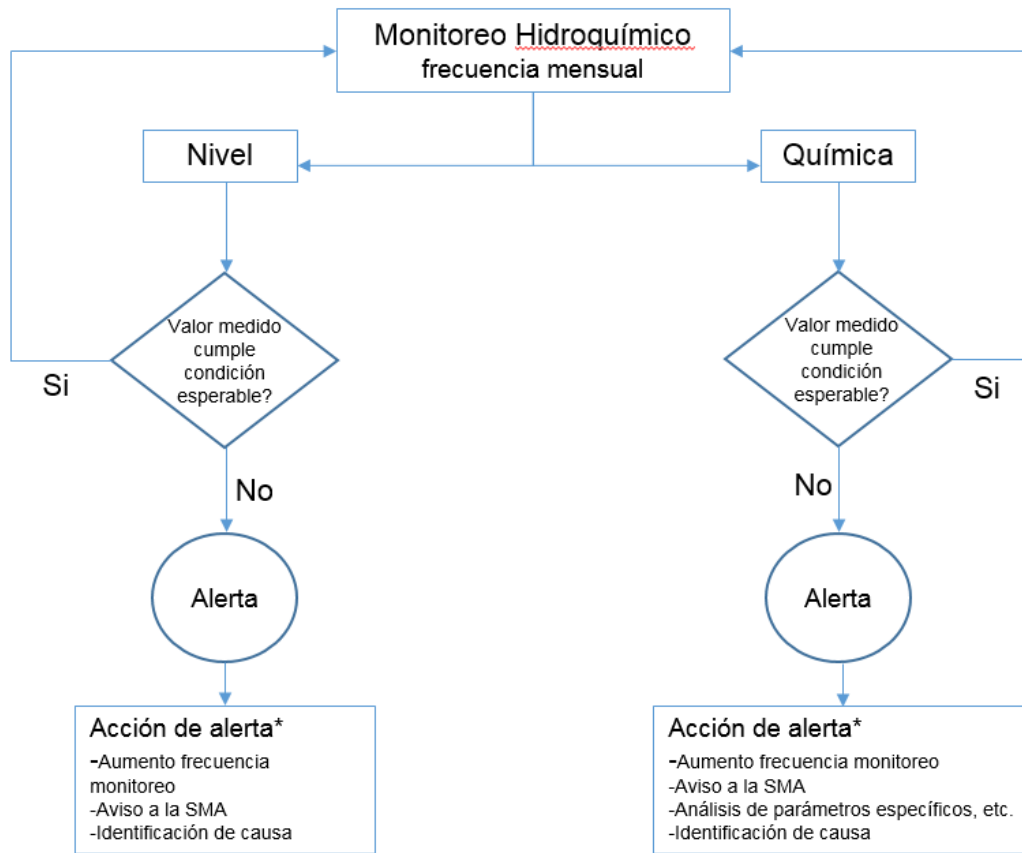 Monitoreo Hidroquímico
frecuencia mensual
Nivel
Química
Valor medido
cumple
condición
esperable?
Valor medido
cumple
condición
esperable?
Si
Si
No
No
Alerta
Alerta
Acción de alerta*
-Aumento frecuencia
monitoreo
-Aviso a la SMA
-Identificación de causa
Acción de alerta*
-Aumento frecuencia monitoreo
-Aviso a la SMA
-Análisis de parámetros específicos, etc.
-Identificación de causa